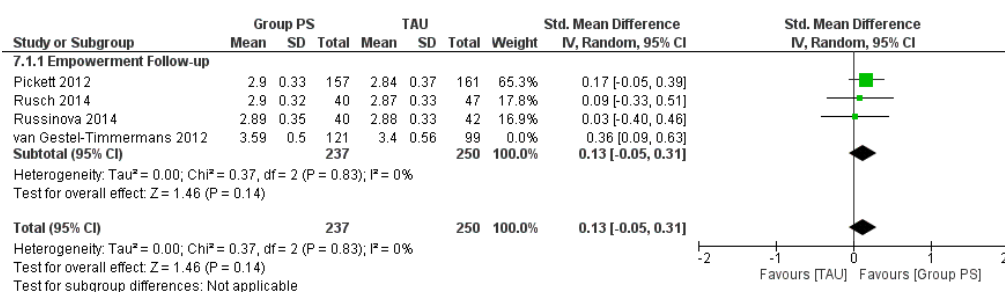 Group PS TAU Std. Mean Difference Std. Mean Difference
Study or Subgroup Mean SD Total Mean SD Total Weight IV, Random, 95% CI IV, Random, 95% CI
7.1.1 Empowerment Follow-up
Pickett 2012 2.9 0.33 157 2.84 0.37 161 65.3% 0.17 [-0.05, 0.39]
Rusch 2014 2.9 0.32 40 2.87 0.33 47 17.8% 0.09 [-0.33, 0.51]
Russinova 2014 2.89 0.35 40 2.88 0.33 42 16.9% 0.03 [-0.40, 0.46]
van Gestel-Timmermans 2012 3.59 0.5 121 3.4 0.56 99 0.0% 0.36 [0.09, 0.63]
Subtotal (95% CI) 237 250 100.0% 0.13 [-0.05, 0.31]
Heterogeneity: Tau² = 0.00; Chi² = 0.37, df = 2 (P = 0.83); I² = 0%
Test for overall effect: Z = 1.46 (P = 0.14)
Total (95% CI) 237 250 100.0% 0.13 [-0.05, 0.31]
Heterogeneity: Tau² = 0.00; Chi² = 0.37, df = 2 (P = 0.83); I² = 0%
Test for overall effect: Z = 1.46 (P = 0.14)
Test for subgroup differences: Not applicable
-2 -1 0 1 2
Favours [TAU] Favours [Group PS]